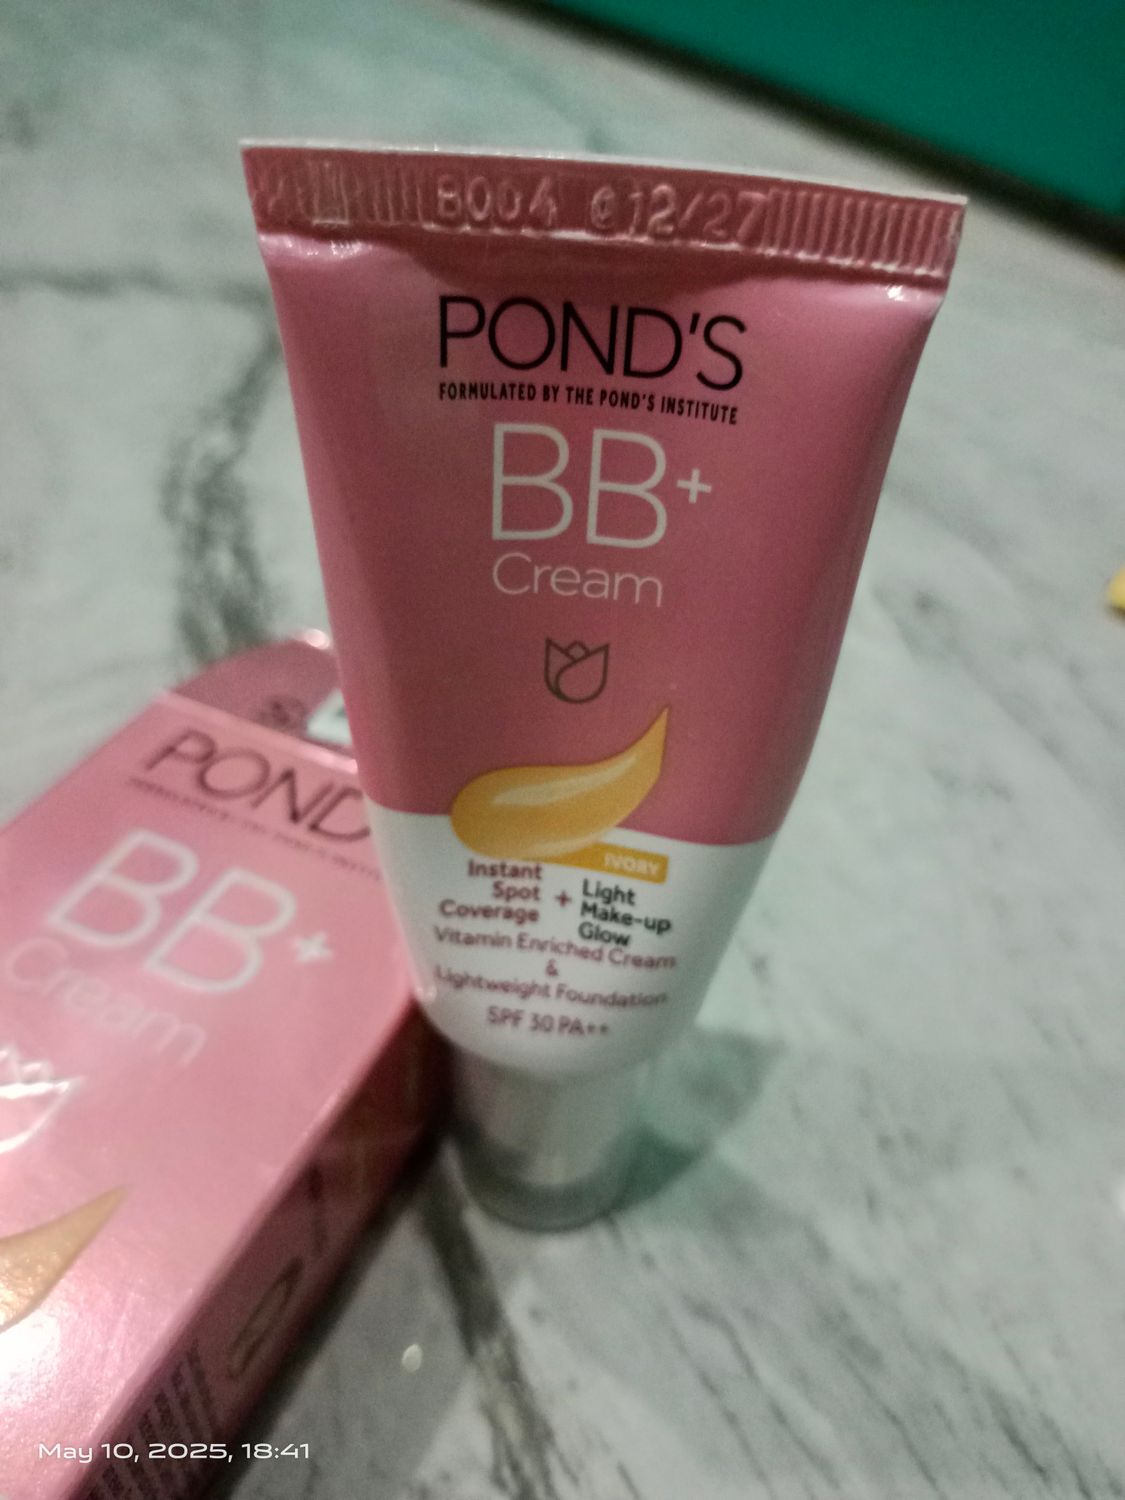 B004 @ 12/27
POND'S
FORMULATED BY THE POND'S INSTITUTE
BB+
Cream
IVORY
Instant
Spot
Coverage
+
Light
Make-up
Glow
Vitamin Enriched Cream
&
Lightweight Foundation
SPF 30 PA++
POND
BB+
Cream
May 10, 2025, 18:41